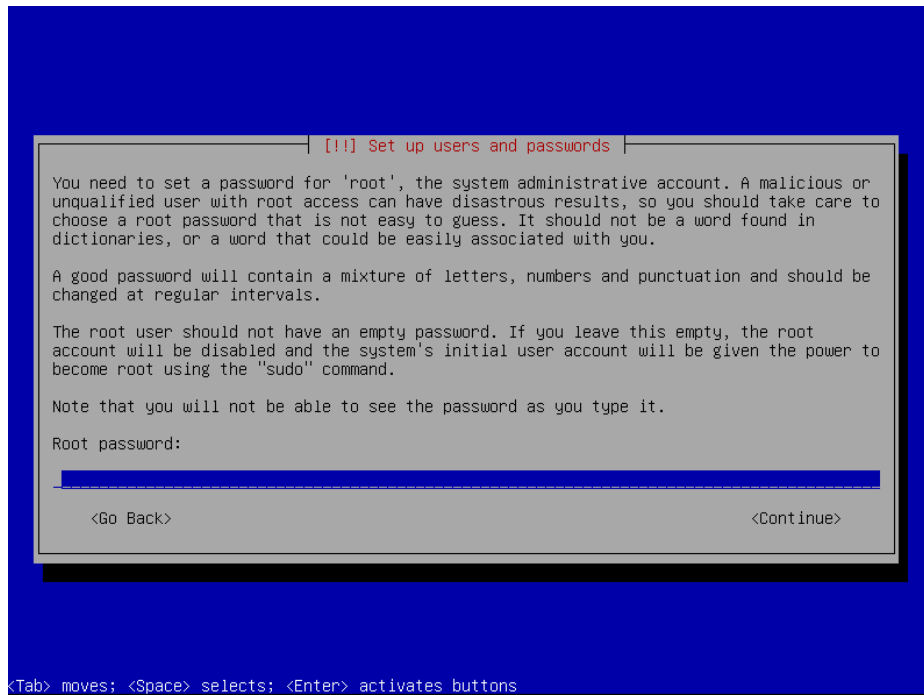 [!!] Set up users and passwords
You need to set a password for 'root', the system administrative account. A malicious or
unqualified user with root access can have disastrous results, so you should take care to
choose a root password that is not easy to guess. It should not be a word found in
dictionaries, or a word that could be easily associated with you.
A good password will contain a mixture of letters, numbers and punctuation and should be
changed at regular intervals.
The root user should not have an empty password. If you leave this empty, the root
account will be disabled and the system's initial user account will be given the power to
become root using the "sudo" command.
Note that you will not be able to see the password as you type it.
Root password:
<Go Back> <Continue>
<Tab> moves; <Space> selects; <Enter> activates buttons